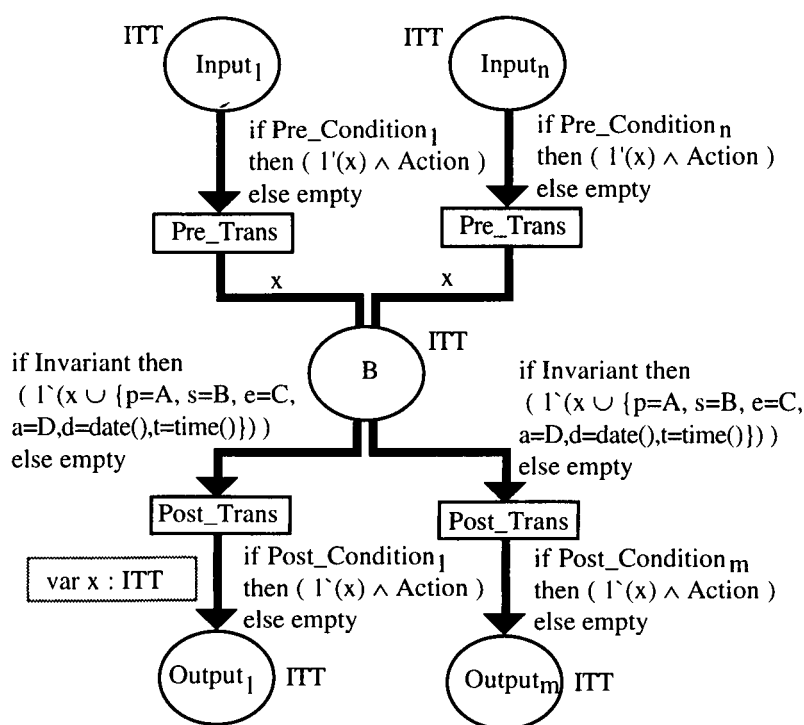 ITT
Input1
ITT
Inputn
if Pre_Condition1
then ( 1'(x) ∧ Action )
else empty
if Pre_Conditionn
then ( 1'(x) ∧ Action )
else empty
Pre_Trans
Pre_Trans
x
x
B
ITT
if Invariant then
( 1`(x ∪ {p=A, s=B, e=C,
a=D,d=date(),t=time()}) )
else empty
if Invariant then
( 1`(x ∪ {p=A, s=B, e=C,
a=D,d=date(),t=time()}) )
else empty
Post_Trans
Post_Trans
var x : ITT
if Post_Condition1
then ( 1`(x) ∧ Action )
else empty
if Post_Conditionm
then ( 1`(x) ∧ Action )
else empty
Output1
ITT
Outputm
ITT